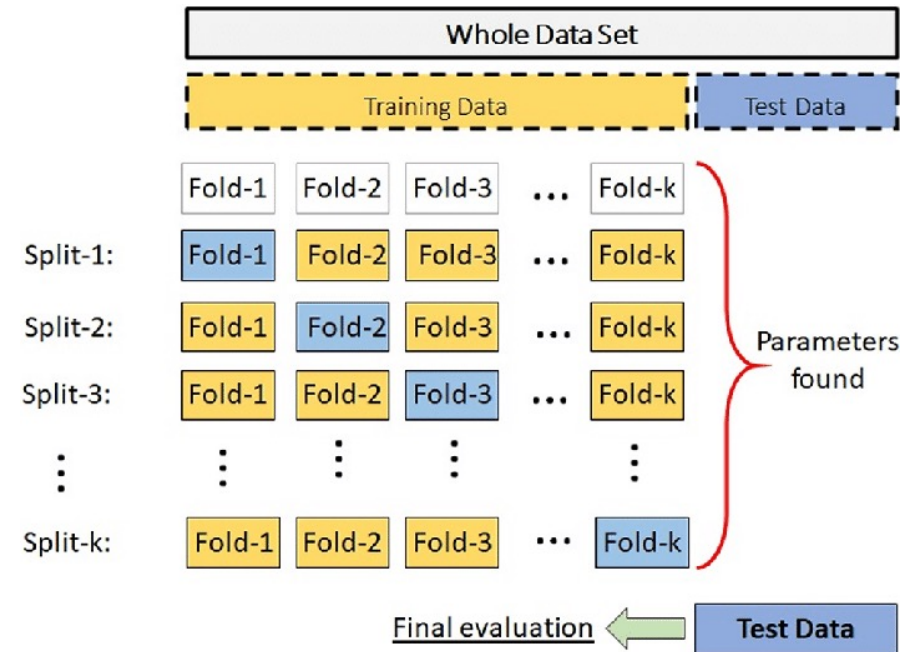 Whole Data Set
Training Data Test Data
Fold-1 Fold-2 Fold-3 ... Fold-k
Split-1: Fold-1 Fold-2 Fold-3 ... Fold-k
Split-2: Fold-1 Fold-2 Fold-3 ... Fold-k
Split-3: Fold-1 Fold-2 Fold-3 ... Fold-k
Split-k: Fold-1 Fold-2 Fold-3 ... Fold-k
Parameters
found
Final evaluation Test Data